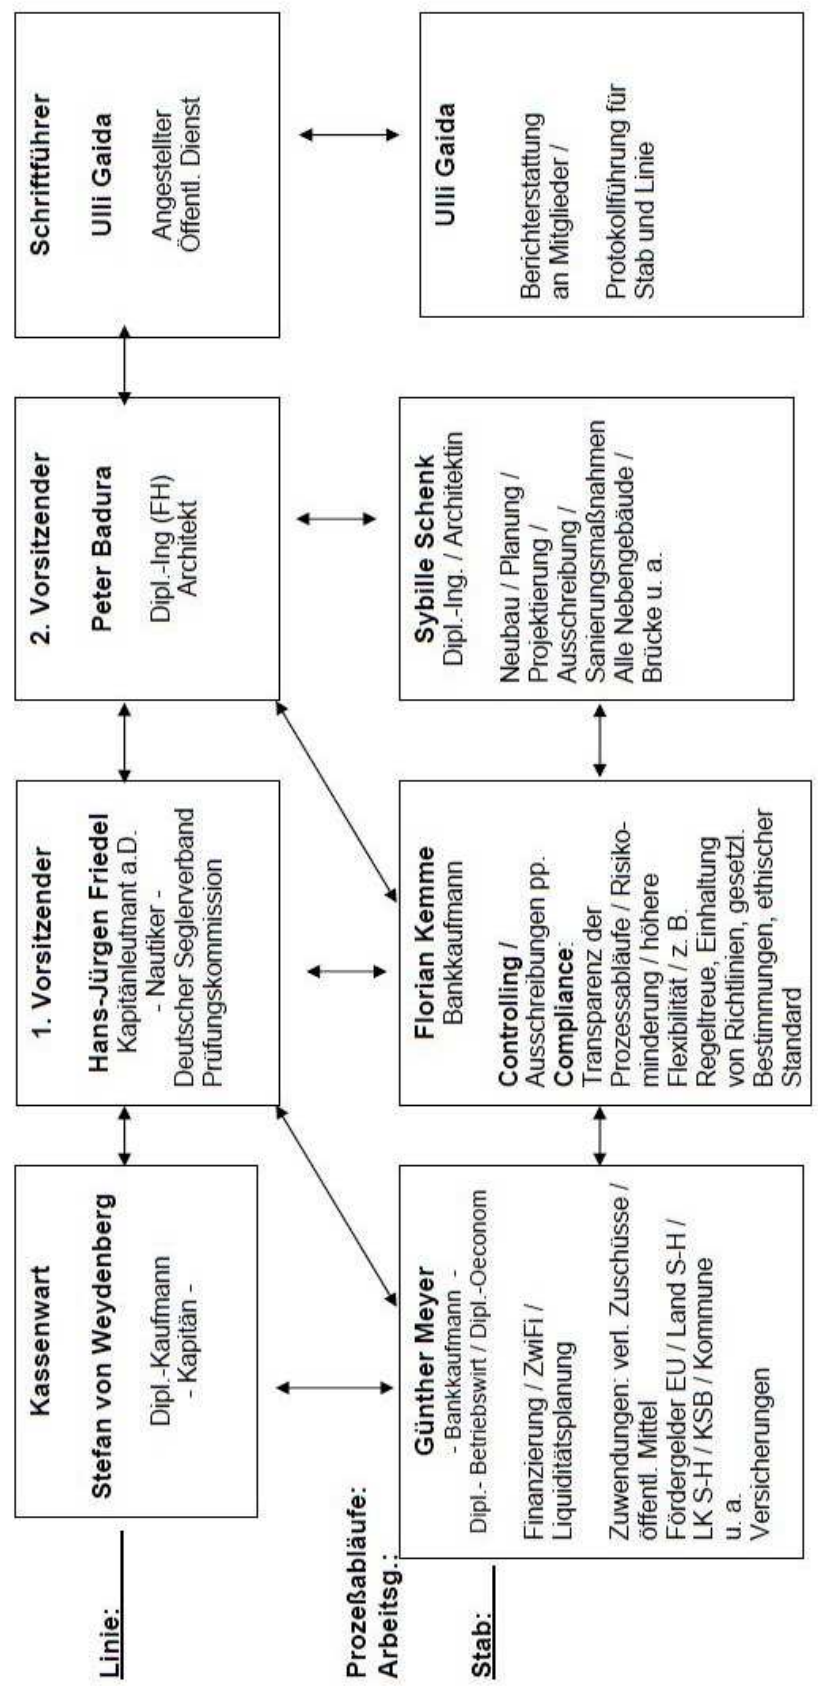 Linie:
Kassenwart
Stefan von Weydenberg
Dipl.-Kaufmann
- Kapitän -
1. Vorsitzender
Hans-Jürgen Friedel
Kapitänleutnant a.D.
- Nautiker -
Deutscher Seglerverband
Prüfungskommission
2. Vorsitzender
Peter Badura
Dipl.-Ing (FH)
Architekt
Schriftführer
Ulli Gaida
Angestellter
Öffentl. Dienst
Prozeßabläufe:
Arbeitsg.:
Stab:
Günther Meyer
- Bankkaufmann -
Dipl.- Betriebswirt / Dipl.-Oeconom
Finanzierung / ZwiFi /
Liquiditätsplanung
Zuwendungen: verl. Zuschüsse /
öffentl. Mittel
Fördergelder EU / Land S-H /
LK S-H / KSB / Kommune
u. a.
Versicherungen
Florian Kemme
Bankkaufmann
Controlling /
Ausschreibungen pp.
Compliance:
Transparenz der
Prozessabläufe / Risiko-
minderung / höhere
Flexibilität / z. B.
Regeltreue, Einhaltung
von Richtlinien, gesetzl.
Bestimmungen, ethischer
Standard
Sybille Schenk
Dipl.-Ing. / Architektin
Neubau / Planung /
Projektierung /
Ausschreibung /
Sanierungsmaßnahmen
Alle Nebengebäude /
Brücke u. a.
Ulli Gaida
Berichterstattung
an Mitglieder /
Protokollführung für
Stab und Linie